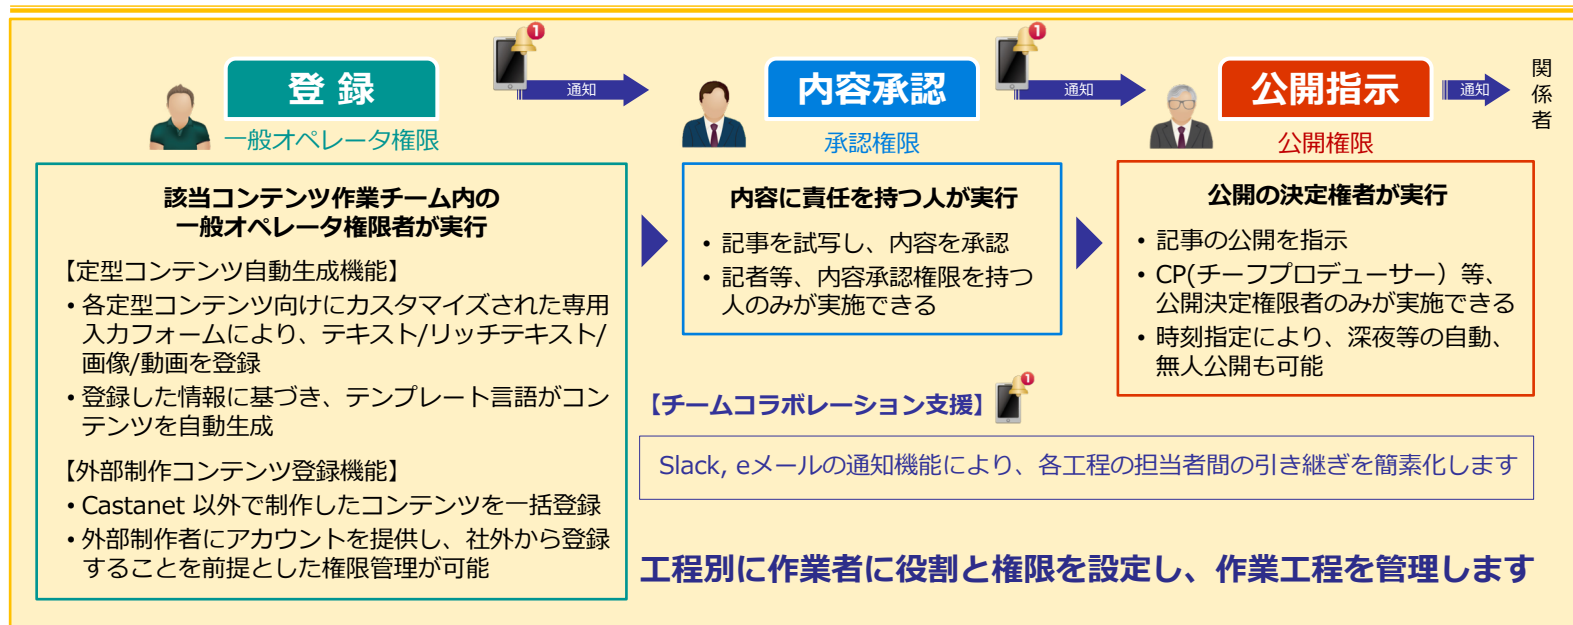 登 録
一般オペレータ権限
1
通知
内容承認
承認権限
1
通知
公開指示
公開権限
通知
関
係
者
該当コンテンツ作業チーム内の
一般オペレータ権限者が実行
【定型コンテンツ自動生成機能】
・各定型コンテンツ向けにカスタマイズされた専用
入力フォームにより、テキスト/リッチテキスト/
画像/動画を登録
・登録した情報に基づき、テンプレート言語がコン
テンツを自動生成
【外部制作コンテンツ登録機能】
・Castanet 以外で制作したコンテンツを一括登録
・外部制作者にアカウントを提供し、社外から登録
することを前提とした権限管理が可能
内容に責任を持つ人が実行
・記事を試写し、内容を承認
・記者等、内容承認権限を持つ
人のみが実施できる
公開の決定権者が実行
・記事の公開を指示
・CP(チーフプロデューサー）等、
公開決定権限者のみが実施できる
・時刻指定により、深夜等の自動、
無人公開も可能
【チームコラボレーション支援】
1
Slack, eメールの通知機能により、各工程の担当者間の引き継ぎを簡素化します
工程別に作業者に役割と権限を設定し、作業工程を管理します